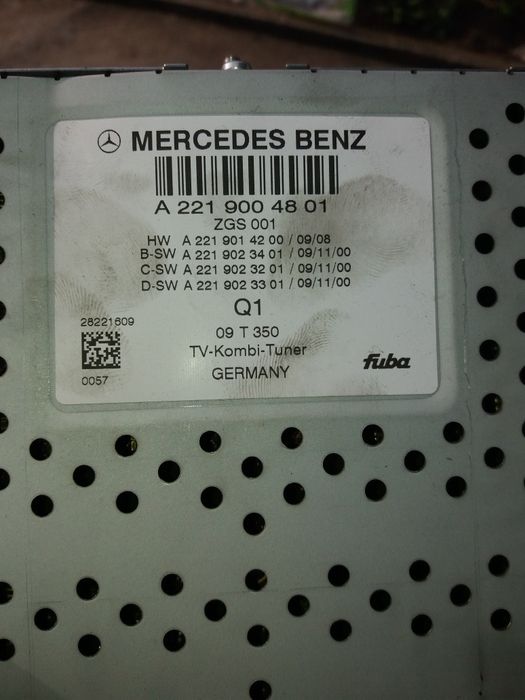 MERCEDES BENZ
A 221 900 48 01
ZGS 001
HW A 221 901 42 00 / 09/08
B-SW A 221 902 34 01 / 09/11/00
C-SW A 221 902 32 01 / 09/11/00
D-SW A 221 902 33 01 / 09/11/00
Q1
28221609
09 T 350
TV-Kombi-Tuner
fuba
0057
GERMANY